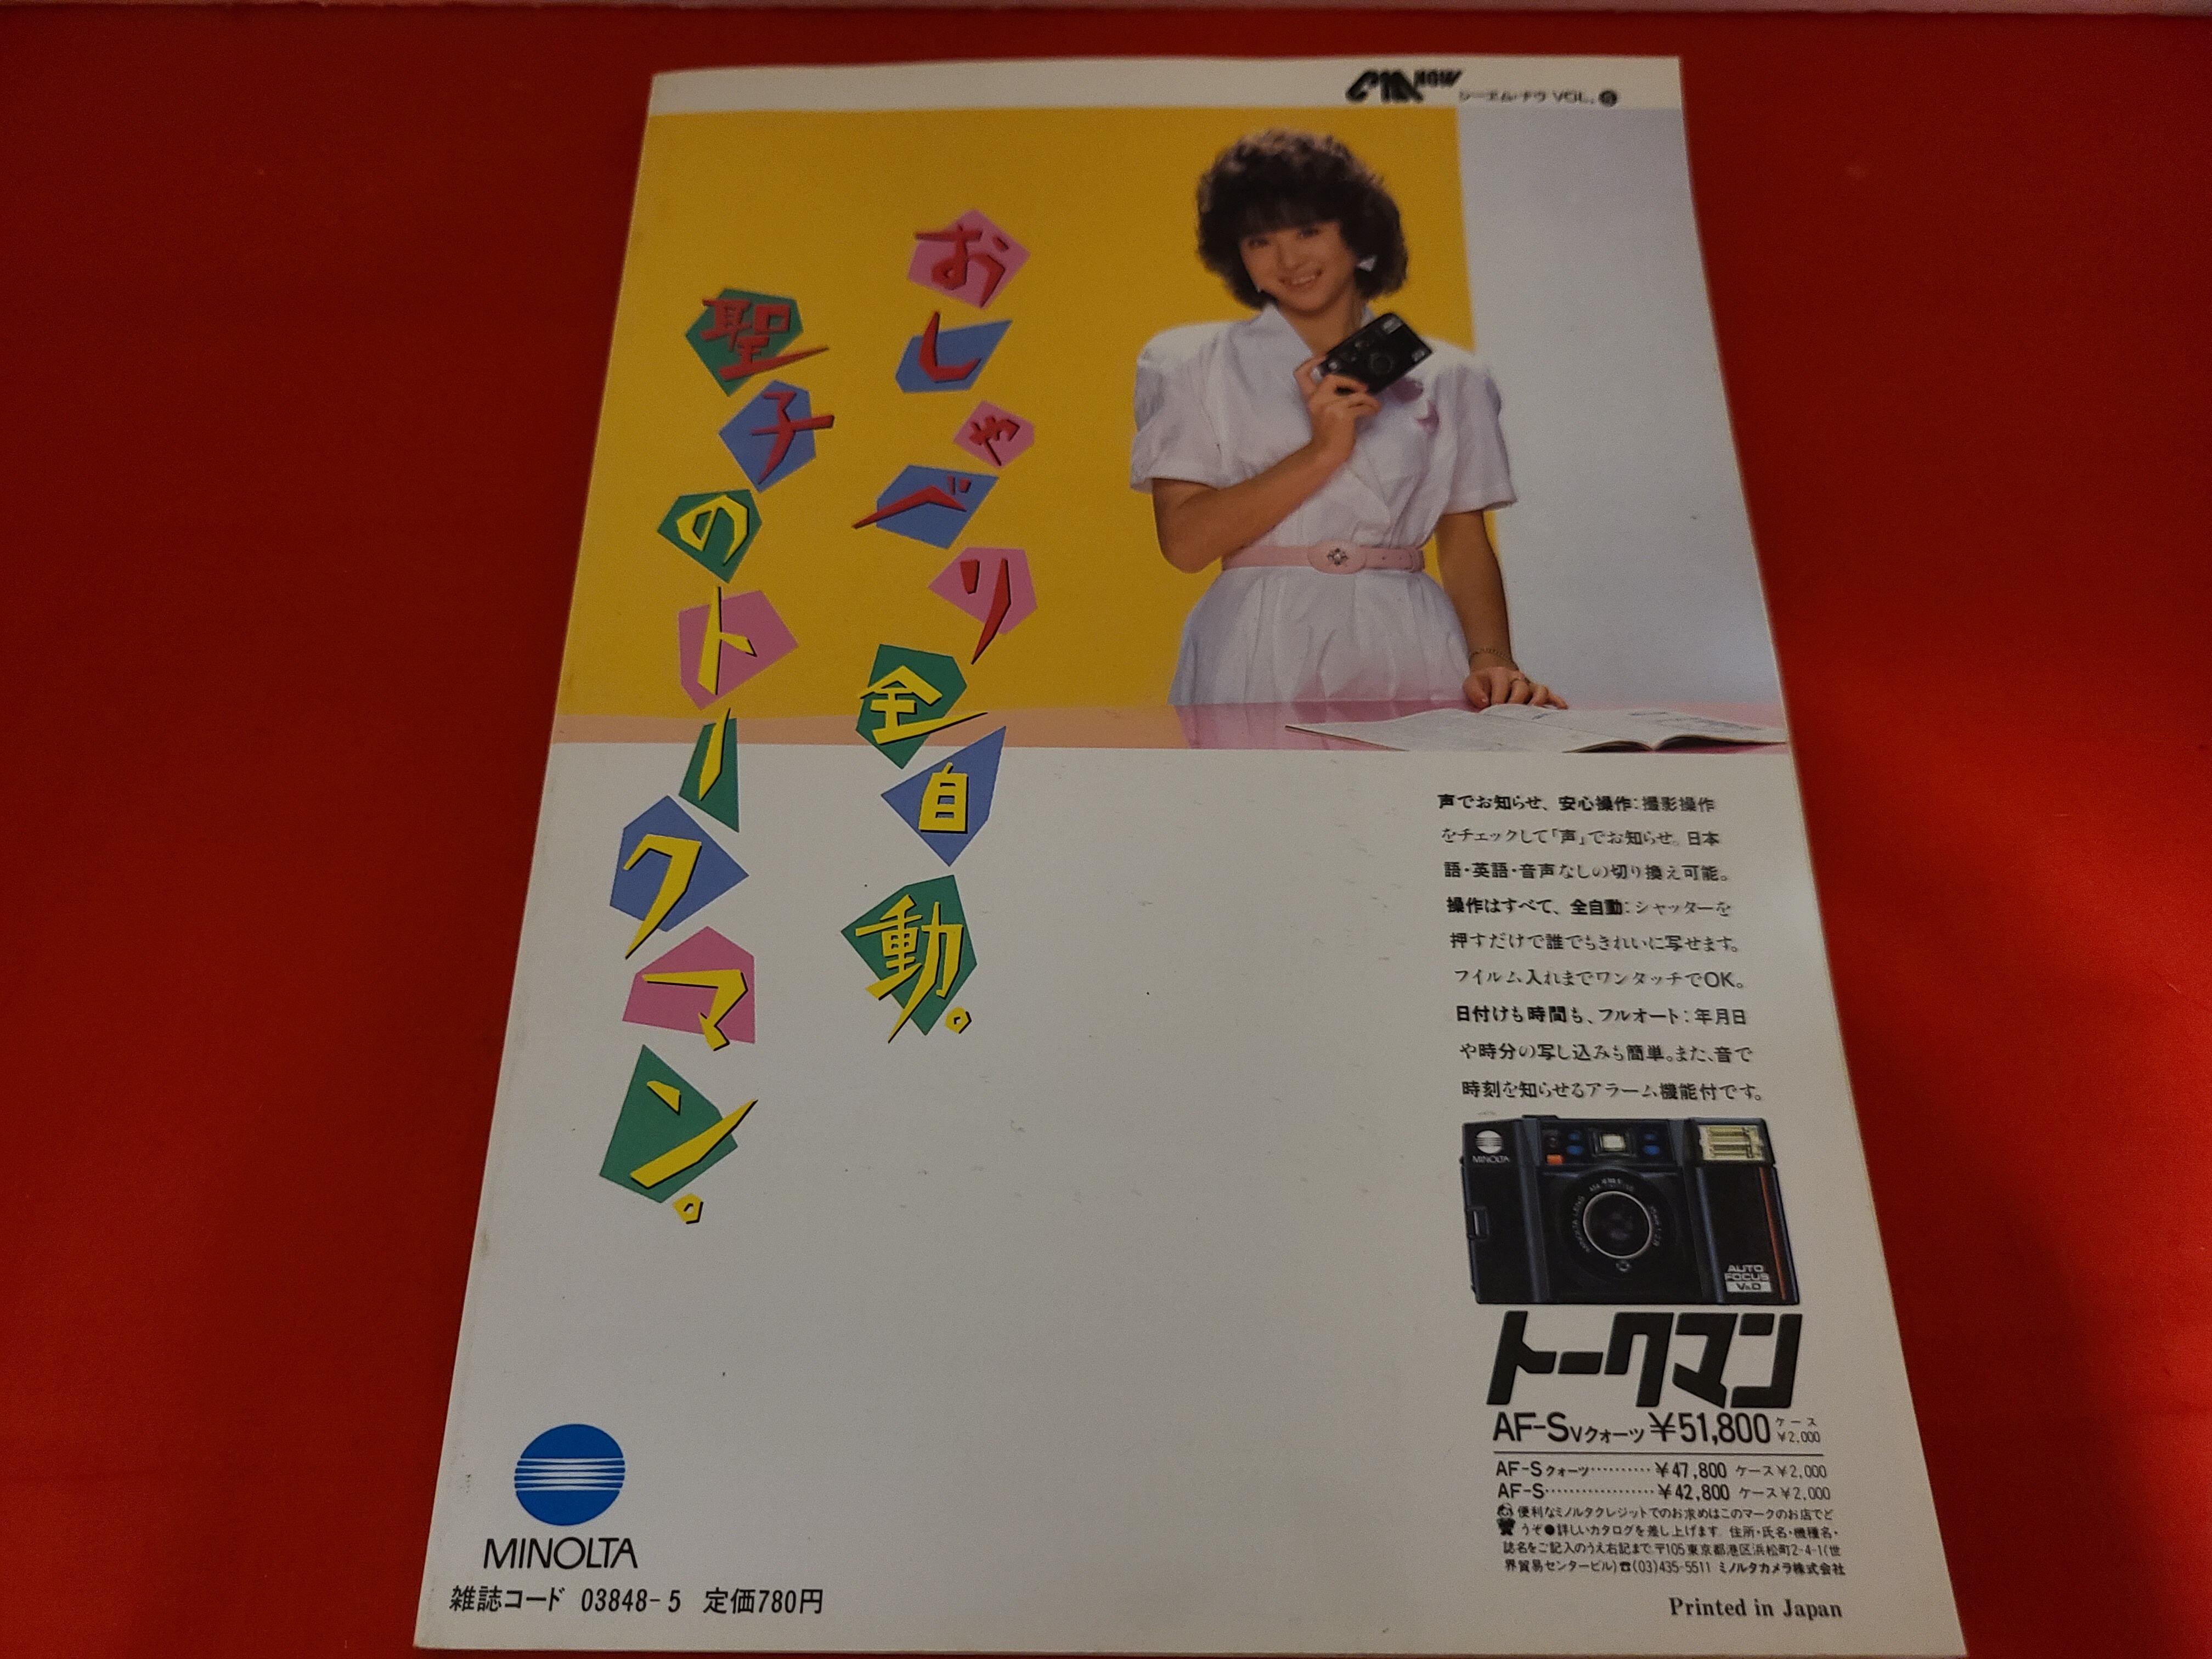 CM NOW シーエム・ナウ VOL.
おしゃべり全自動。
聖子のトークマン。
声でお知らせ、安心操作：撮影操作
をチェックして「声」でお知らせ。日本
語・英語・音声なしの切り換え可能。
操作はすべて、全自動：シャッターを
押すだけで誰でもきれいに写せます。
フイルム入れまでワンタッチでOK。
日付けも時間も、フルオート：年月日
や時分の写し込みも簡単。また、音で
時刻を知らせるアラーム機能付です。
MINOLTA
AUTO
FOCUS
V&D
トークマン
AF-SVクォーツ ¥51,800 ケース ¥2,000
AF-Sクォーツ‥‥‥‥‥¥47,800 ケース¥2,000
AF-S‥‥‥‥‥‥‥‥¥42,800 ケース¥2,000
便利なミノルタクレジットでのお求めはこのマークのお店でど
うぞ●詳しいカタログを差し上げます。住所・氏名・機種名・
誌名をご記入のうえ右記まで〒105東京都港区浜松町2-4-1(世
界貿易センタービル)☎(03)435-5511 ミノルタカメラ株式会社
MINOLTA
雑誌コード 03848-5 定価780円
Printed in Japan